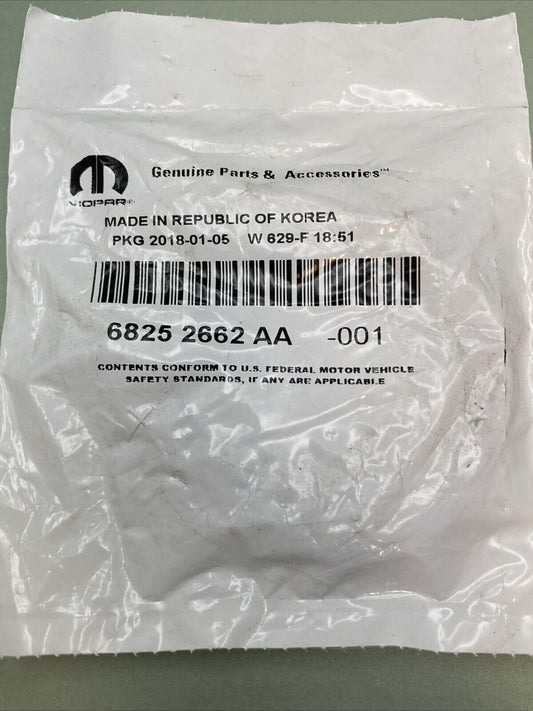 Genuine Parts & Accessories™
MOPAR®
MADE IN REPUBLIC OF KOREA
PKG 2018-01-05 W 629-F 18:51
6825 2662 AA -001
CONTENTS CONFORM TO U.S. FEDERAL MOTOR VEHICLE
SAFETY STANDARDS, IF ANY ARE APPLICABLE